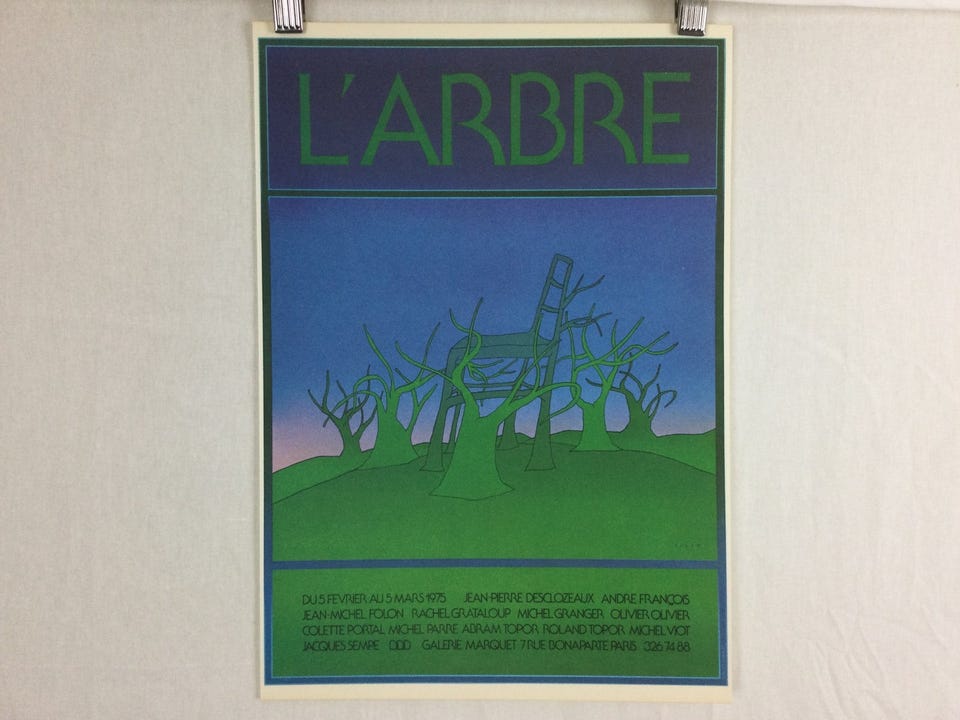 L'ARBRE
DU 5 FEVRIER AU 5 MARS 1975 JEAN-PIERRE DESCLOZEAUX ANDRE FRANÇOIS
JEAN-MICHEL FOLON RACHEL GRATALOUP MICHEL GRANGER OLIVIER OLIVIER
COLETTE PORTAL MICHEL PARRE ABRAM TOPOR ROLAND TOPOR MICHEL VIOT
JACQUES SEMPE DDD GALERIE MARQUET 7 RUE BONAPARTE PARIS 326 74 88